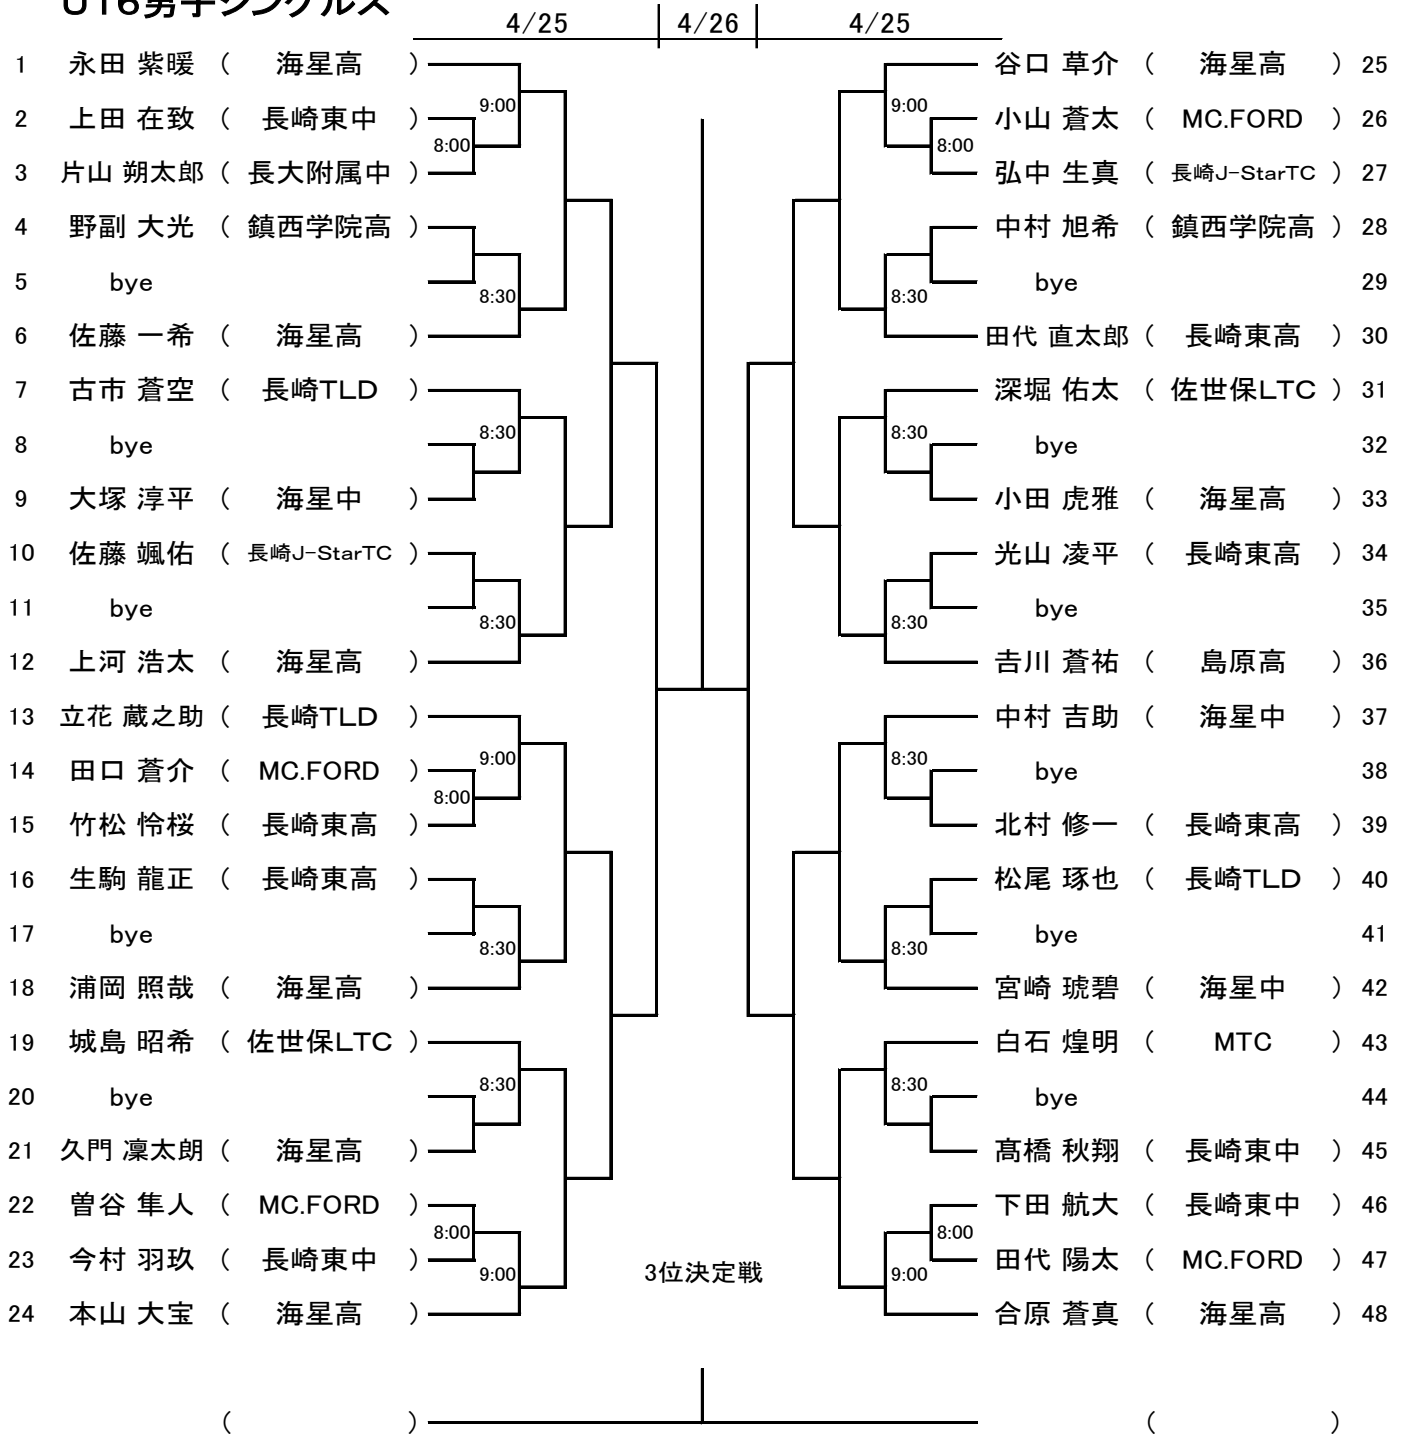 U16男子シングルス
4/25 4/26 4/25
1 永田 紫暖 ( 海星高 ) 谷口 草介 ( 海星高 ) 25
9:00 9:00
2 上田 在致 ( 長崎東中 ) 小山 蒼太 ( MC.FORD ) 26
8:00 8:00
3 片山 朔太郎 ( 長大附属中 ) 弘中 生真 ( 長崎J-StarTC ) 27
4 野副 大光 ( 鎮西学院高 ) 中村 旭希 ( 鎮西学院高 ) 28
5 bye bye 29
8:30 8:30
6 佐藤 一希 ( 海星高 ) 田代 直太郎 ( 長崎東高 ) 30
7 古市 蒼空 ( 長崎TLD ) 深堀 佑太 ( 佐世保LTC ) 31
8:30 8:30
8 bye bye 32
9 大塚 淳平 ( 海星中 ) 小田 虎雅 ( 海星高 ) 33
10 佐藤 颯佑 ( 長崎J-StarTC ) 光山 凌平 ( 長崎東高 ) 34
11 bye bye 35
8:30 8:30
12 上河 浩太 ( 海星高 ) 𠮷川 蒼祐 ( 島原高 ) 36
13 立花 蔵之助 ( 長崎TLD ) 中村 吉助 ( 海星中 ) 37
9:00 8:30
14 田口 蒼介 ( MC.FORD ) bye 38
8:00
15 竹松 怜桜 ( 長崎東高 ) 北村 修一 ( 長崎東高 ) 39
16 生駒 龍正 ( 長崎東高 ) 松尾 琢也 ( 長崎TLD ) 40
17 bye bye 41
8:30 8:30
18 浦岡 照哉 ( 海星高 ) 宮崎 琥碧 ( 海星中 ) 42
19 城島 昭希 ( 佐世保LTC ) 白石 煌明 ( MTC ) 43
8:30 8:30
20 bye bye 44
21 久門 凜太朗 ( 海星高 ) 髙橋 秋翔 ( 長崎東中 ) 45
22 曽谷 隼人 ( MC.FORD ) 下田 航大 ( 長崎東中 ) 46
8:00 8:00
23 今村 羽玖 ( 長崎東中 ) 田代 陽太 ( MC.FORD ) 47
9:00 3位決定戦 9:00
24 本山 大宝 ( 海星高 ) 合原 蒼真 ( 海星高 ) 48
( ) ( )